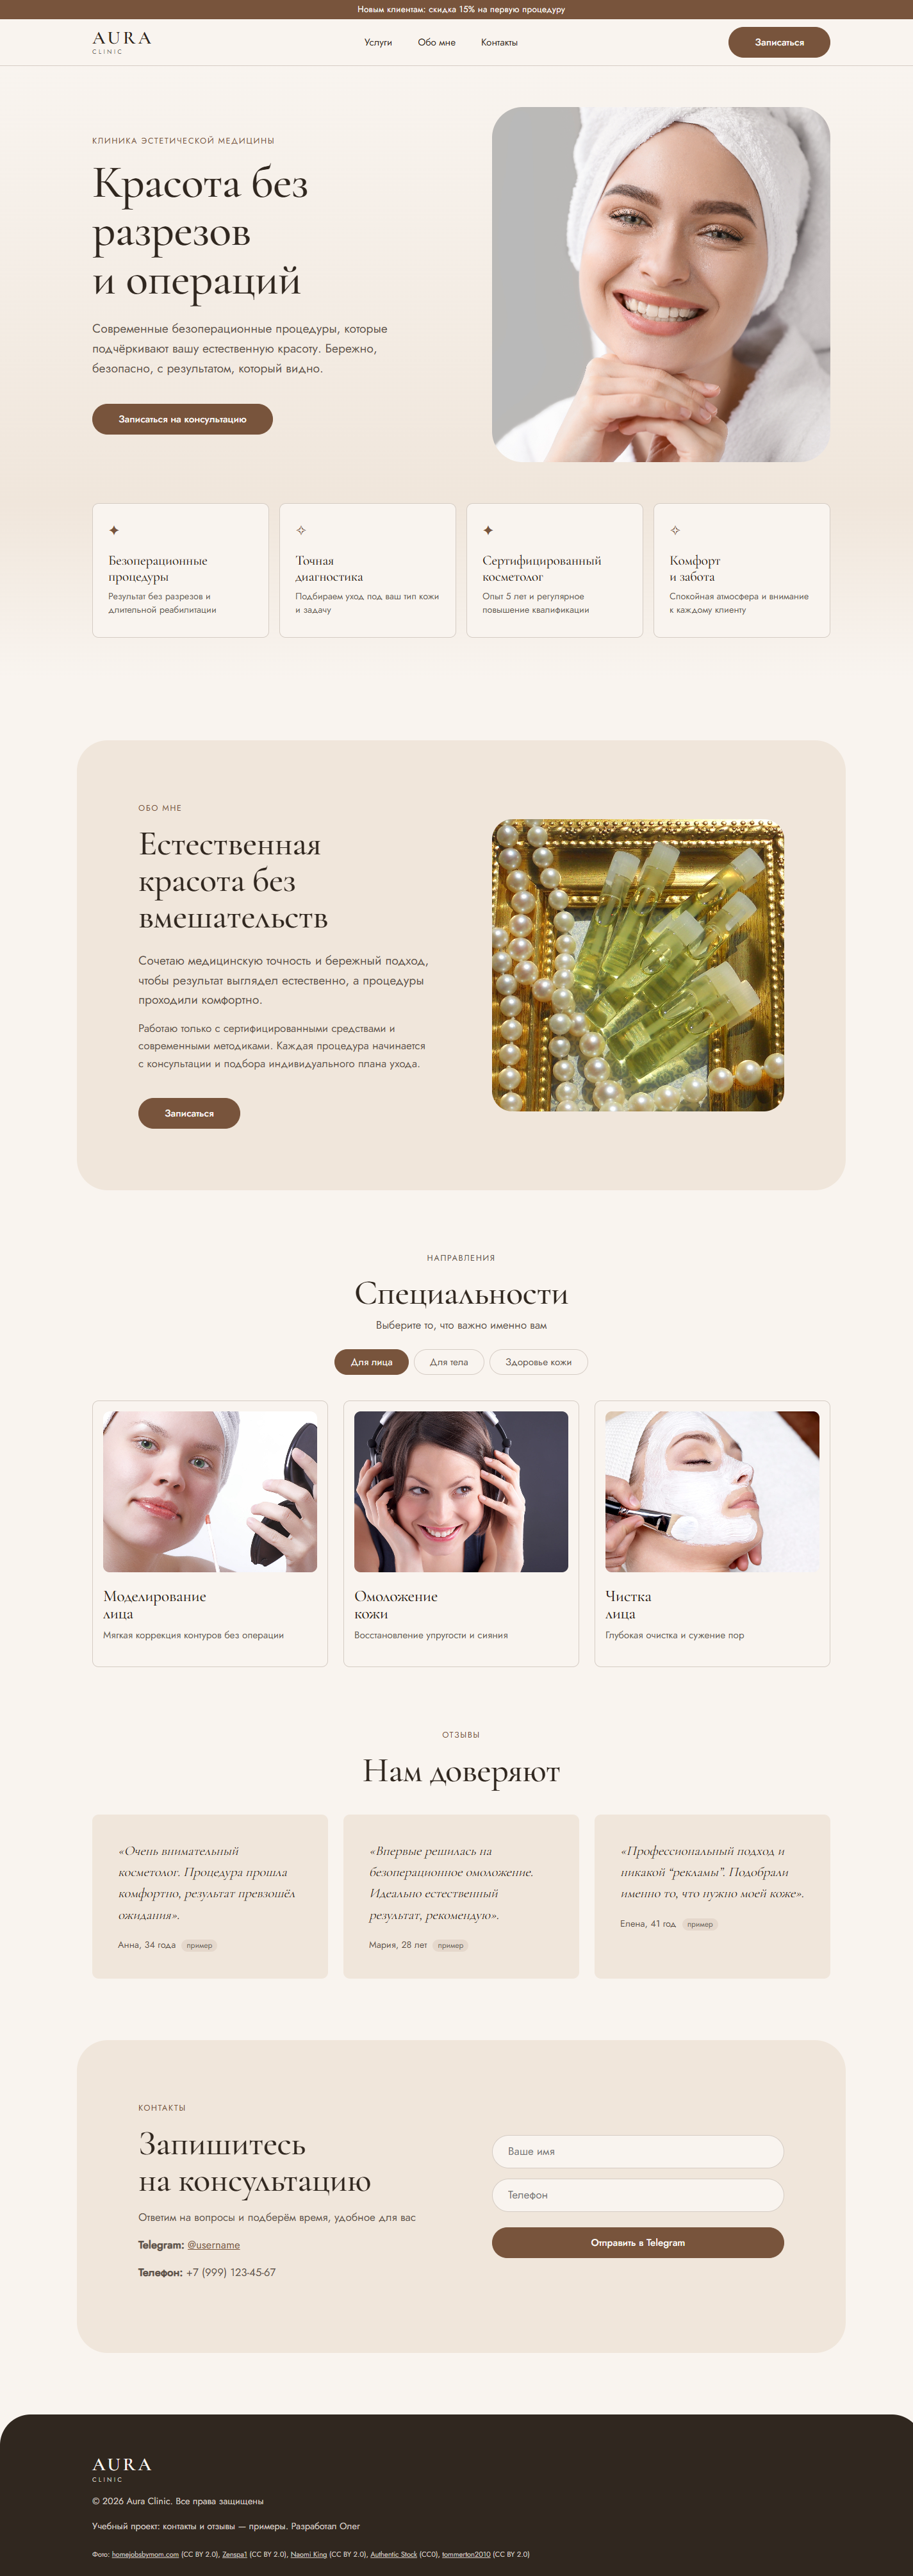 Новым клиентам: скидка 15% на первую процедуру
AURA
CLINIC
Услуги
Обо мне
Контакты
Записаться
КЛИНИКА ЭСТЕТИЧЕСКОЙ МЕДИЦИНЫ
Красота без
разрезов
и операций
Современные безоперационные процедуры, которые
подчёркивают вашу естественную красоту. Бережно,
безопасно, с результатом, который видно.
Записаться на консультацию
Безоперационные
процедуры
Результат без разрезов и
длительной реабилитации
Точная
диагностика
Подбираем уход под ваш тип кожи
и задачу
Сертифицированный
косметолог
Опыт 5 лет и регулярное
повышение квалификации
Комфорт
и забота
Спокойная атмосфера и внимание
к каждому клиенту
ОБО МНЕ
Естественная
красота без
вмешательств
Сочетаю медицинскую точность и бережный подход,
чтобы результат выглядел естественно, а процедуры
проходили комфортно.
Работаю только с сертифицированными средствами и
современными методиками. Каждая процедура начинается
с консультации и подбора индивидуального плана ухода.
Записаться
НАПРАВЛЕНИЯ
Специальности
Выберите то, что важно именно вам
Для лица
Для тела
Здоровье кожи
Моделирование
лица
Мягкая коррекция контуров без операции
Омоложение
кожи
Восстановление упругости и сияния
Чистка
лица
Глубокая очистка и сужение пор
ОТЗЫВЫ
Нам доверяют
«Очень внимательный
косметолог. Процедура прошла
комфортно, результат превзошёл
ожидания».
Анна, 34 года пример
«Впервые решилась на
безоперационное омоложение.
Идеально естественный
результат, рекомендую».
Мария, 28 лет пример
«Профессиональный подход и
никакой “рекламы”. Подобрали
именно то, что нужно моей коже».
Елена, 41 год пример
КОНТАКТЫ
Запишитесь
на консультацию
Ответим на вопросы и подберём время, удобное для вас
Telegram: @username
Телефон: +7 (999) 123-45-67
Ваше имя
Телефон
Отправить в Telegram
AURA
CLINIC
© 2026 Aura Clinic. Все права защищены
Учебный проект: контакты и отзывы — примеры. Разработал Олег
Фото: homejobsbymom.com (CC BY 2.0), Zenspa1 (CC BY 2.0), Naomi King (CC BY 2.0), Authentic Stock (CC0), tommerton2010 (CC BY 2.0)